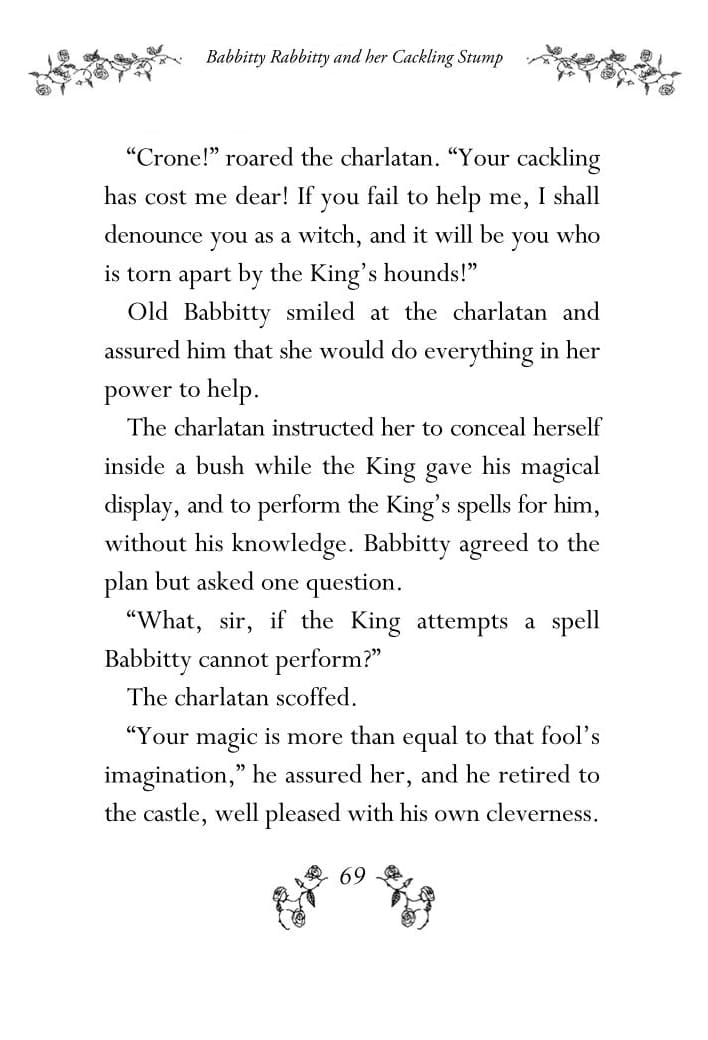 Babbitty Rabbitty and her Cackling Stump
“Crone!” roared the charlatan. “Your cackling
has cost me dear! If you fail to help me, I shall
denounce you as a witch, and it will be you who
is torn apart by the King’s hounds!”
Old Babbitty smiled at the charlatan and
assured him that she would do everything in her
power to help.
The charlatan instructed her to conceal herself
inside a bush while the King gave his magical
display, and to perform the King’s spells for him,
without his knowledge. Babbitty agreed to the
plan but asked one question.
“What, sir, if the King attempts a spell
Babbitty cannot perform?”
The charlatan scoffed.
“Your magic is more than equal to that fool’s
imagination,” he assured her, and he retired to
the castle, well pleased with his own cleverness.
69